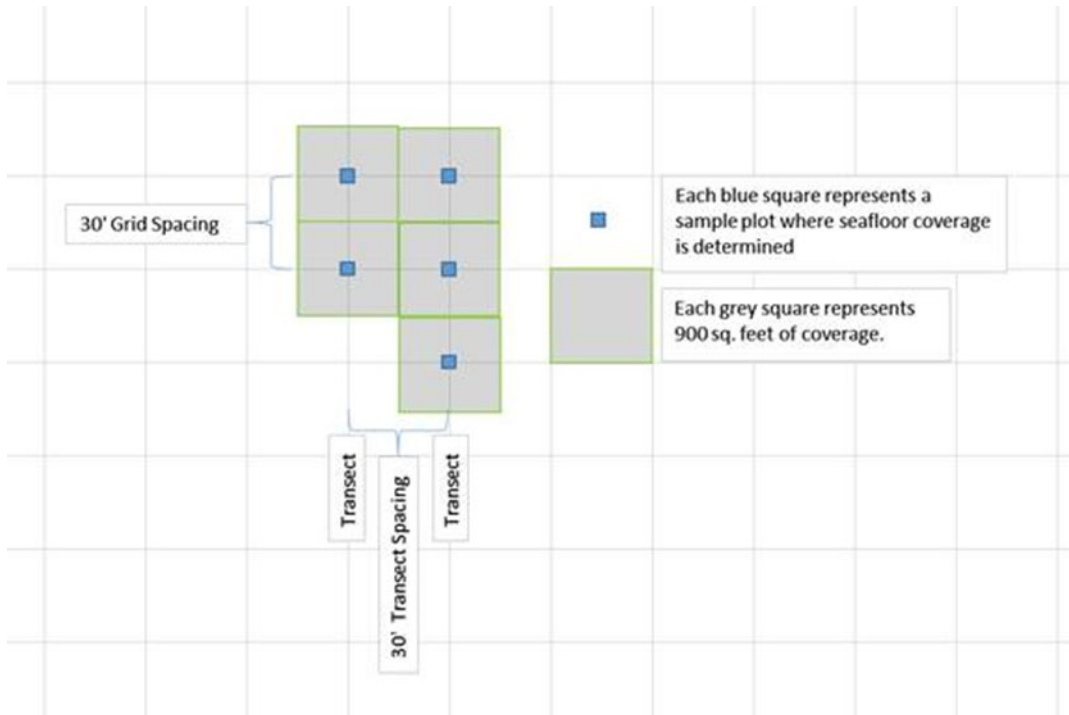 30' Grid Spacing
Each blue square represents a
sample plot where seafloor coverage
is determined
Each grey square represents
900 sq. feet of coverage.
Transect
30' Transect Spacing
Transect